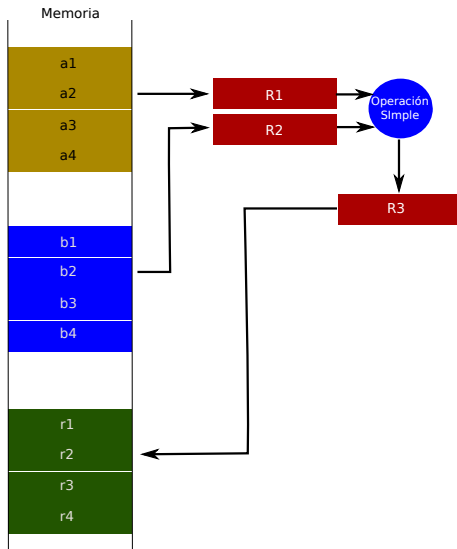 Memoria
a1
a2
a3
a4
R1
R2
Operación
SImple
R3
b1
b2
b3
b4
r1
r2
r3
r4